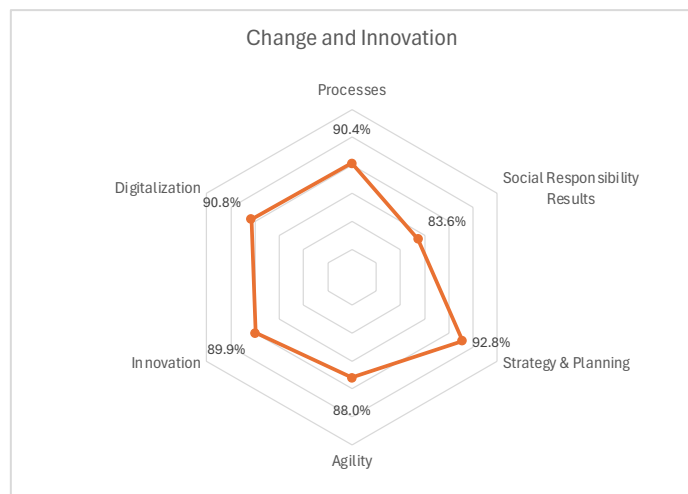 Change and Innovation
Processes
90.4%
Social Responsibility
Results
83.6%
Digitalization
90.8%
Innovation
89.9%
92.8%
Strategy & Planning
88.0%
Agility